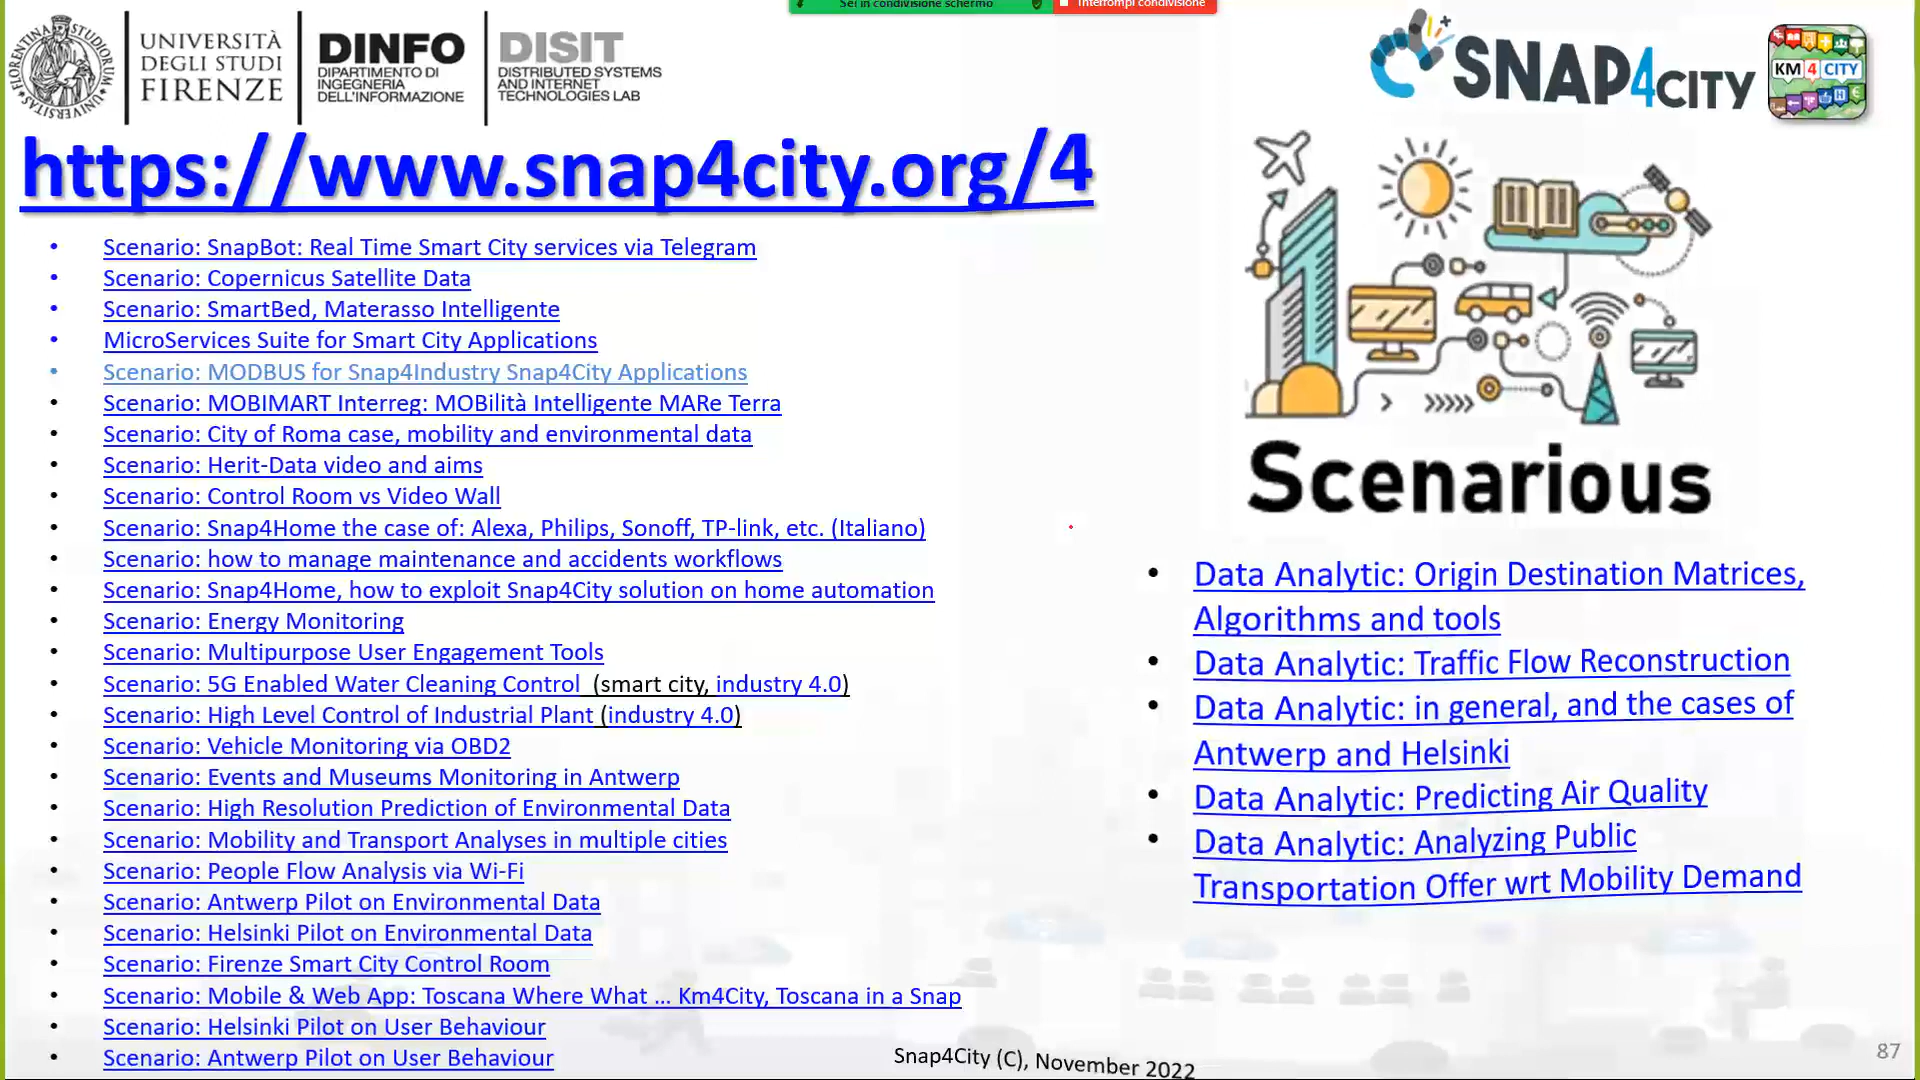 Sei in condivisione schermo
Interrompi condivisione
UNIVERSITÀ
DEGLI STUDI
FIRENZE
DINFO
DIPARTIMENTO DI
INGEGNERIA
DELL'INFORMAZIONE
DISIT
DISTRIBUTED SYSTEMS
AND INTERNET
TECHNOLOGIES LAB
SNAP4CITY
KM 4 CITY
https://www.snap4city.org/4
• Scenario: SnapBot: Real Time Smart City services via Telegram
• Scenario: Copernicus Satellite Data
• Scenario: SmartBed, Materasso Intelligente
• MicroServices Suite for Smart City Applications
• Scenario: MODBUS for Snap4Industry Snap4City Applications
• Scenario: MOBIMART Interreg: MOBilità Intelligente MARe Terra
• Scenario: City of Roma case, mobility and environmental data
• Scenario: Herit-Data video and aims
• Scenario: Control Room vs Video Wall
• Scenario: Snap4Home the case of: Alexa, Philips, Sonoff, TP-link, etc. (Italiano)
• Scenario: how to manage maintenance and accidents workflows
• Scenario: Snap4Home, how to exploit Snap4City solution on home automation
• Scenario: Energy Monitoring
• Scenario: Multipurpose User Engagement Tools
• Scenario: 5G Enabled Water Cleaning Control (smart city, industry 4.0)
• Scenario: High Level Control of Industrial Plant (industry 4.0)
• Scenario: Vehicle Monitoring via OBD2
• Scenario: Events and Museums Monitoring in Antwerp
• Scenario: High Resolution Prediction of Environmental Data
• Scenario: Mobility and Transport Analyses in multiple cities
• Scenario: People Flow Analysis via Wi-Fi
• Scenario: Antwerp Pilot on Environmental Data
• Scenario: Helsinki Pilot on Environmental Data
• Scenario: Firenze Smart City Control Room
• Scenario: Mobile & Web App: Toscana Where What ... Km4City, Toscana in a Snap
• Scenario: Helsinki Pilot on User Behaviour
• Scenario: Antwerp Pilot on User Behaviour
Scenarious
• Data Analytic: Origin Destination Matrices,
Algorithms and tools
• Data Analytic: Traffic Flow Reconstruction
• Data Analytic: in general, and the cases of
Antwerp and Helsinki
• Data Analytic: Predicting Air Quality
• Data Analytic: Analyzing Public
Transportation Offer wrt Mobility Demand
Snap4City (C), November 2022
87